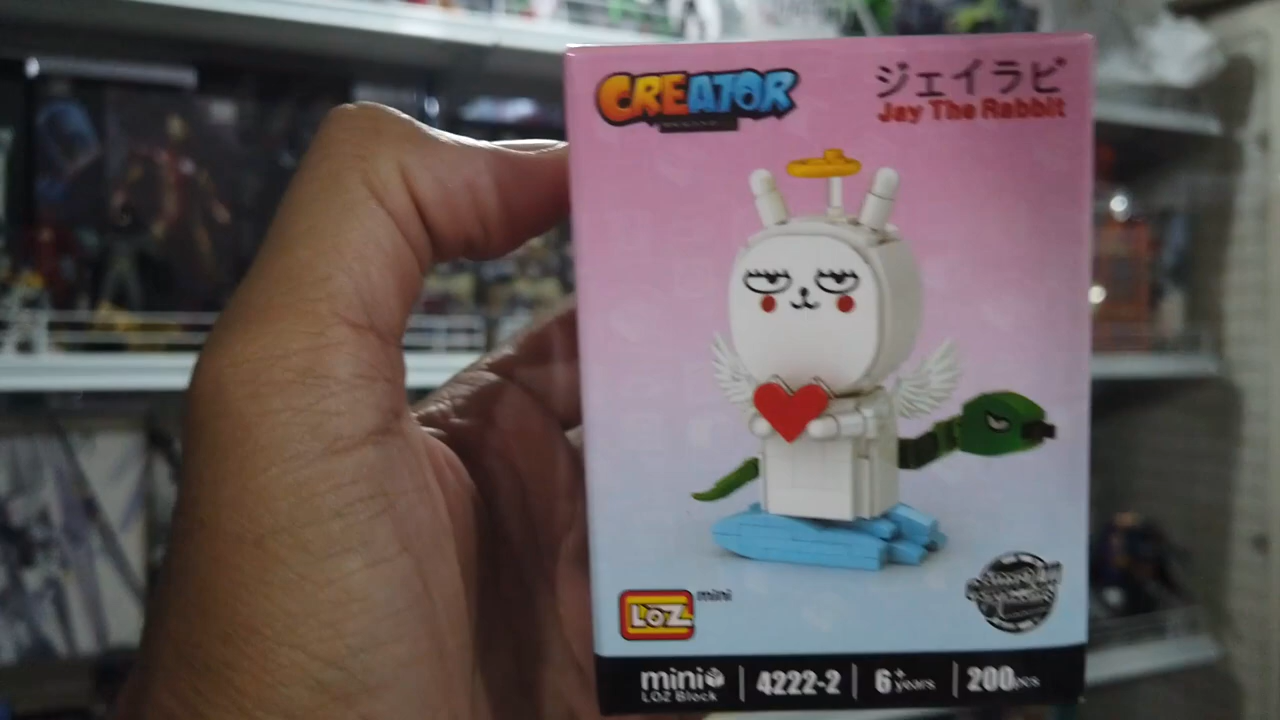 CREATOR
ジェイラビ
Jay The Rabbit
LOZ mini
mini
LOZ Block
4222-2
6+ years
200pcs